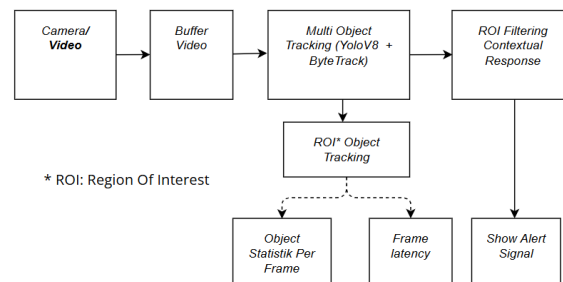 Camera/
Video
Buffer
Video
Multi Object
Tracking (YoloV8 +
ByteTrack)
ROI Filtering
Contextual
Response
ROI* Object
Tracking
* ROI: Region Of Interest
Object
Statistik Per
Frame
Frame
latency
Show Alert
Signal